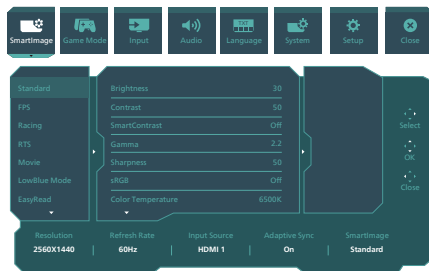 SmartImage
Game Mode
Input
Audio
TXT
Language
System
Setup
Close
Standard
FPS
Racing
RTS
Movie
LowBlue Mode
EasyRead
Brightness 30
Contrast 50
SmartContrast Off
Gamma 2.2
Sharpness 50
sRGB Off
Color Temperature 6500K
Select
OK
Close
Resolution Refresh Rate Input Source Adaptive Sync SmartImage
2560X1440 | 60Hz | HDMI 1 | On | Standard